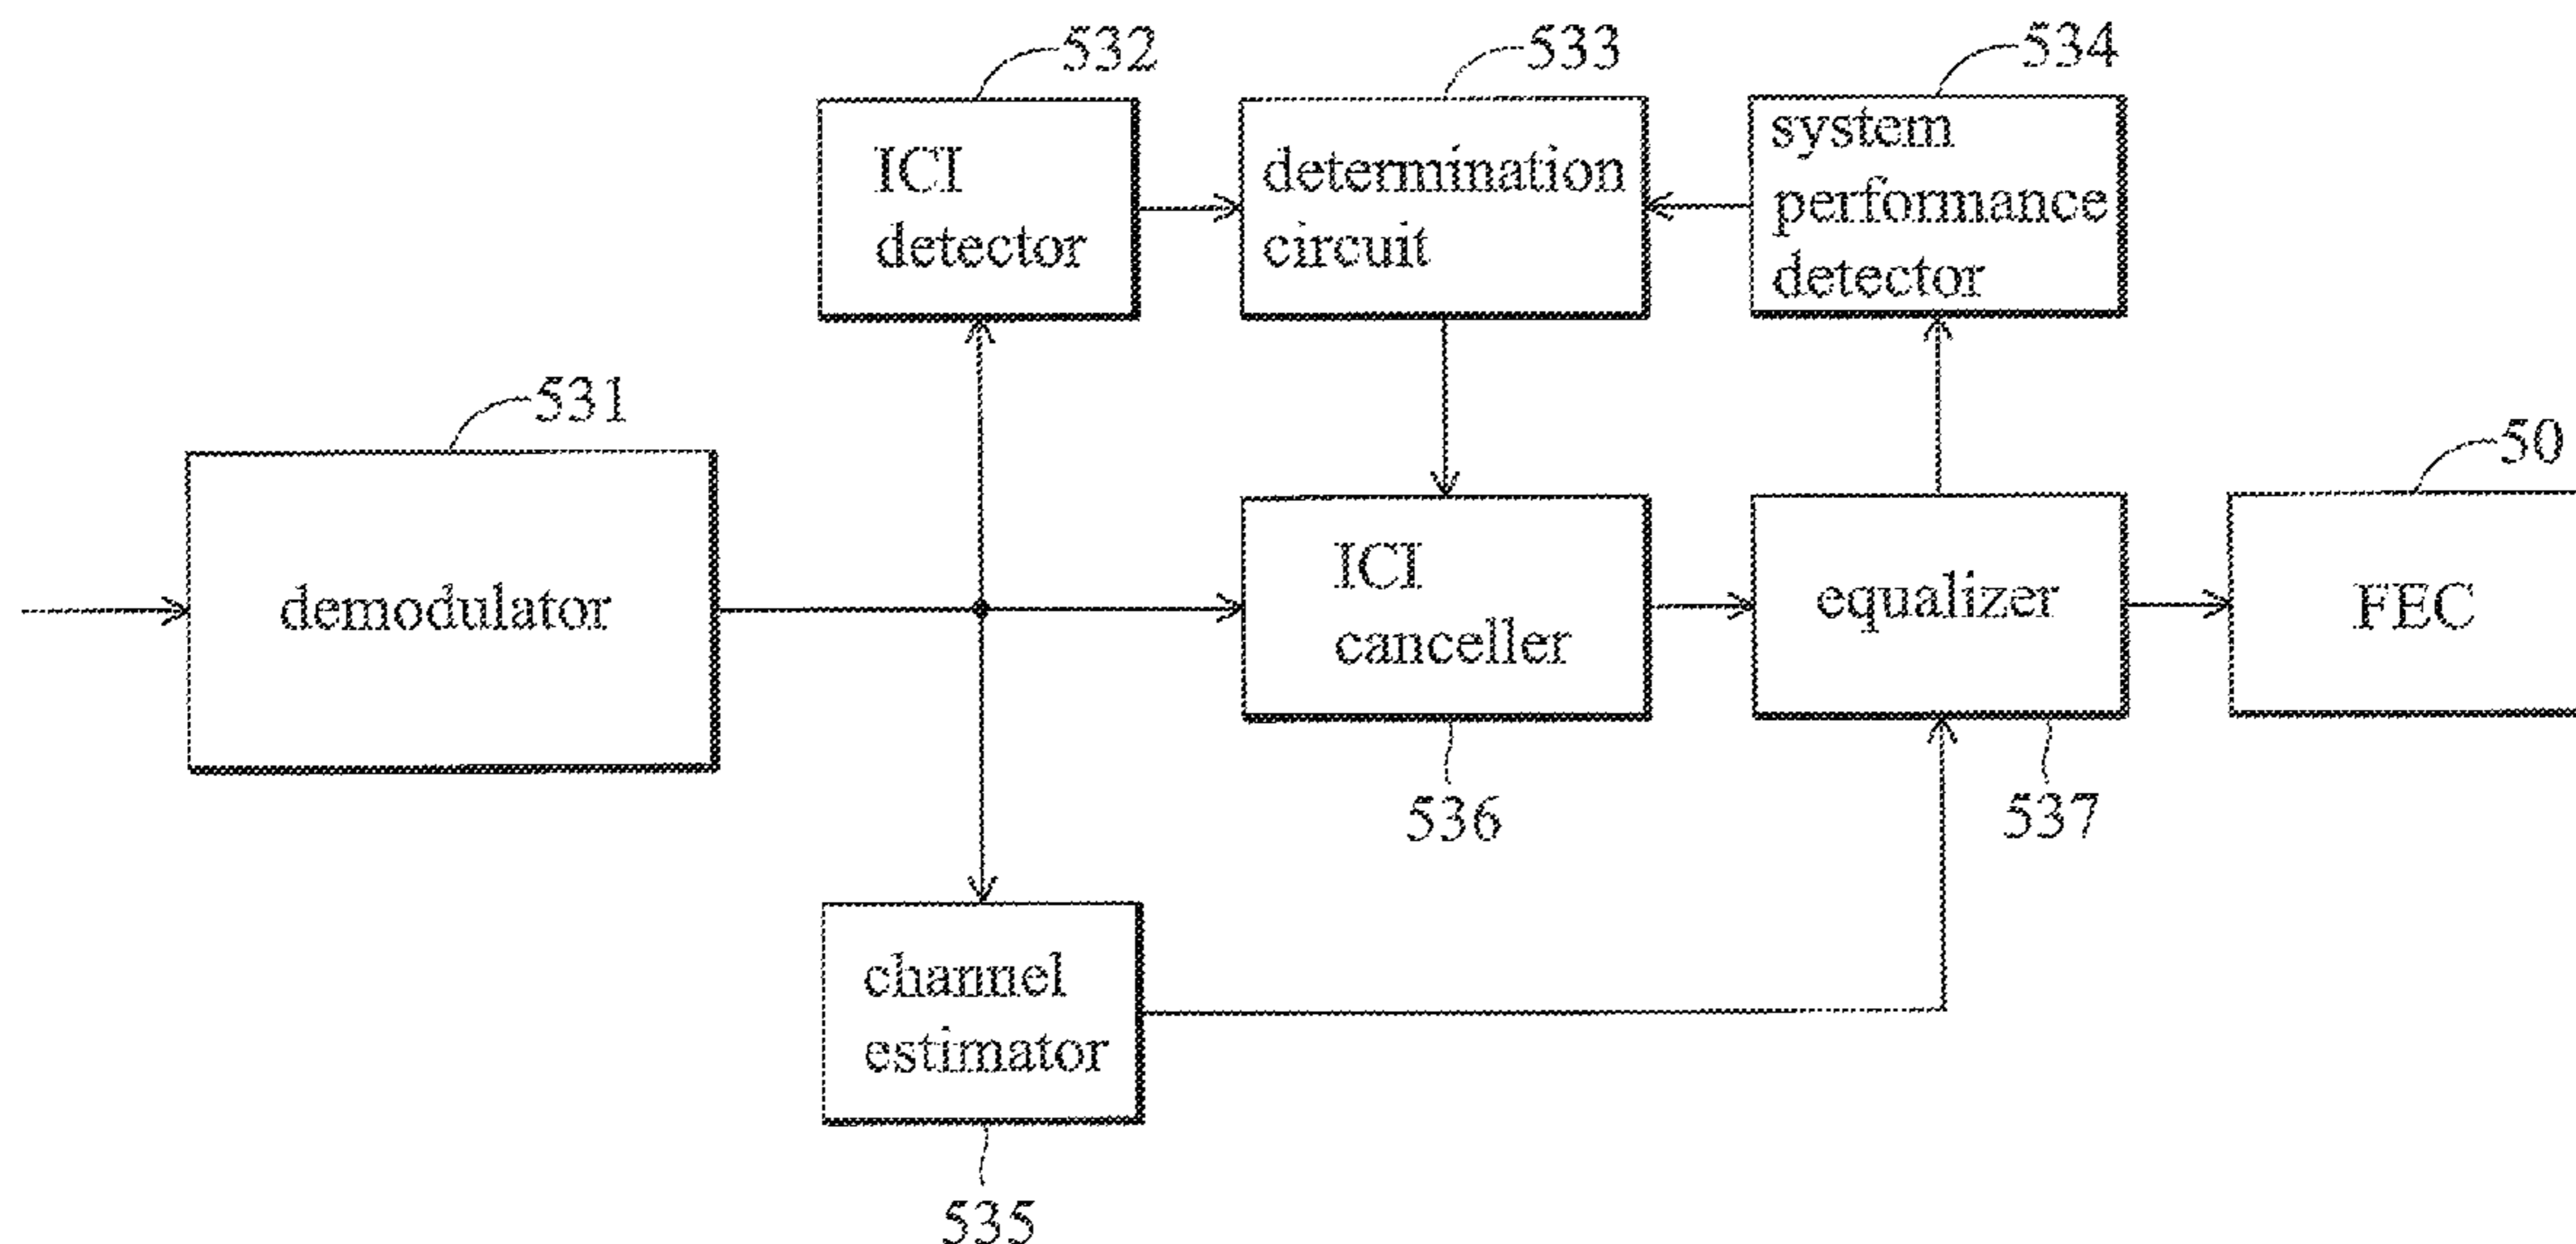 532
533
534
ICI
detector
determination
circuit
system
performance
detector
531
50
demodulator
ICI
canceller
equalizer
FEC
536
537
channel
estimator
535